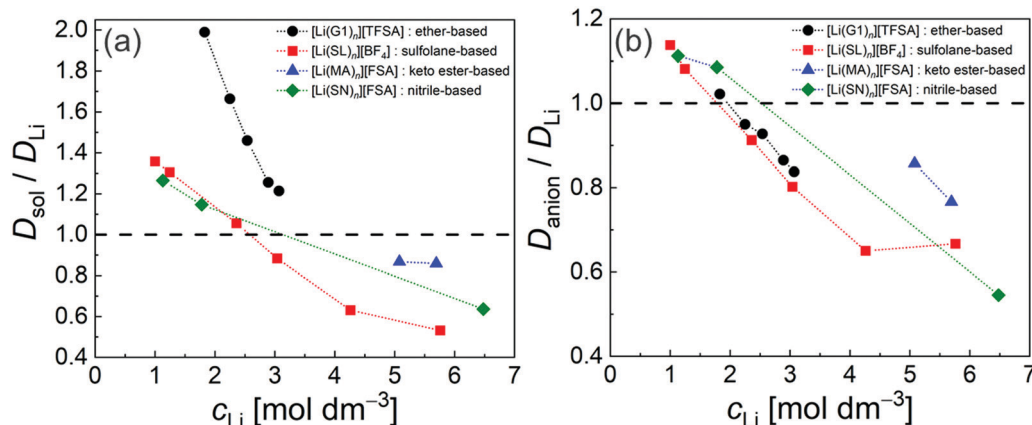 (a)
[Li(G1)n][TFSA] : ether-based
[Li(SL)n][BF4] : sulfolane-based
[Li(MA)n][FSA] : keto ester-based
[Li(SN)n][FSA] : nitrile-based
Dsol / DLi
2.0
1.8
1.6
1.4
1.2
1.0
0.8
0.6
0.4
0 1 2 3 4 5 6 7
cLi [mol dm−3]
(b)
[Li(G1)n][TFSA] : ether-based
[Li(SL)n][BF4] : sulfolane-based
[Li(MA)n][FSA] : keto ester-based
[Li(SN)n][FSA] : nitrile-based
Danion / DLi
1.2
1.0
0.8
0.6
0.4
0 1 2 3 4 5 6 7
cLi [mol dm−3]